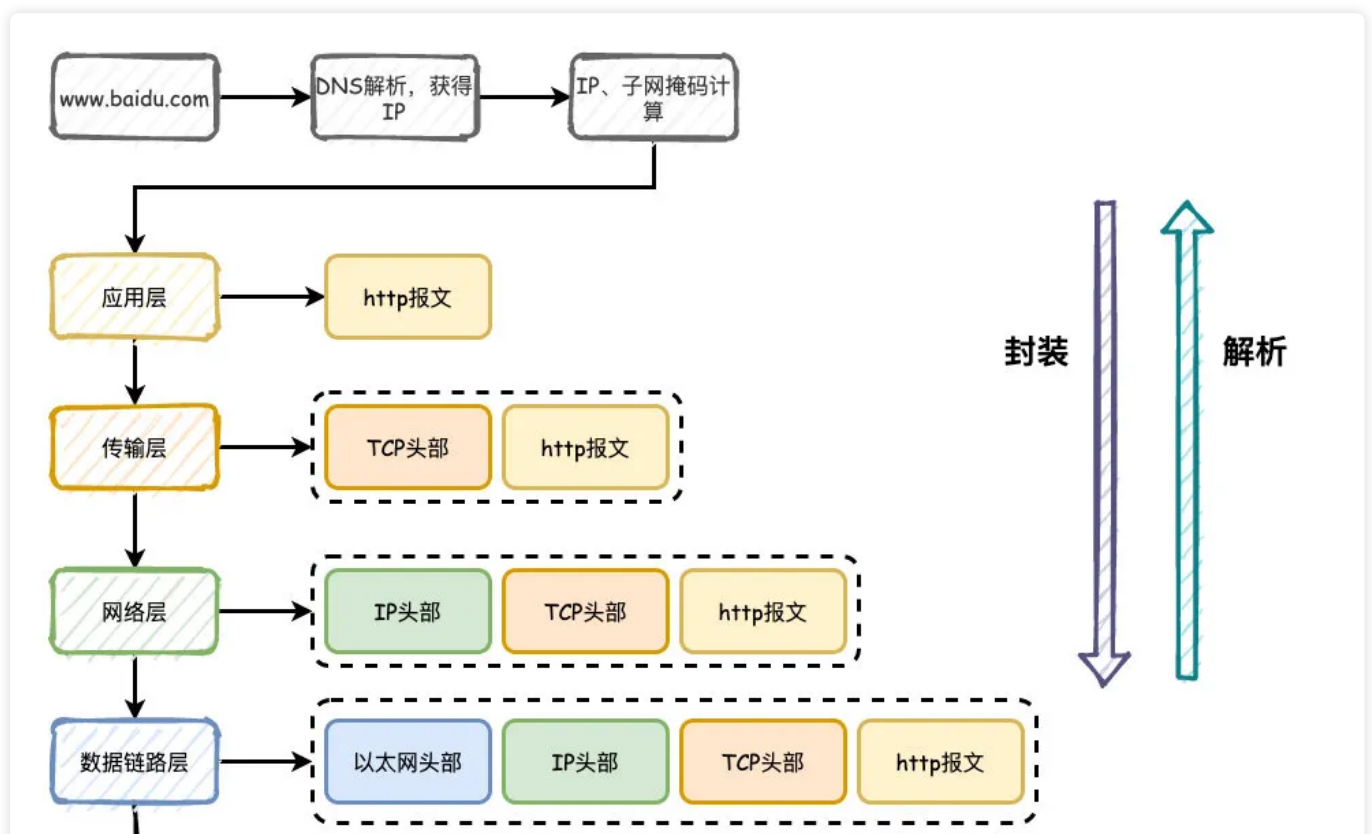 www.baidu.com
DNS解析，获得
IP
IP、子网掩码计
算
应用层
http报文
封装
解析
传输层
TCP头部
http报文
网络层
IP头部
TCP头部
http报文
数据链路层
以太网头部
IP头部
TCP头部
http报文